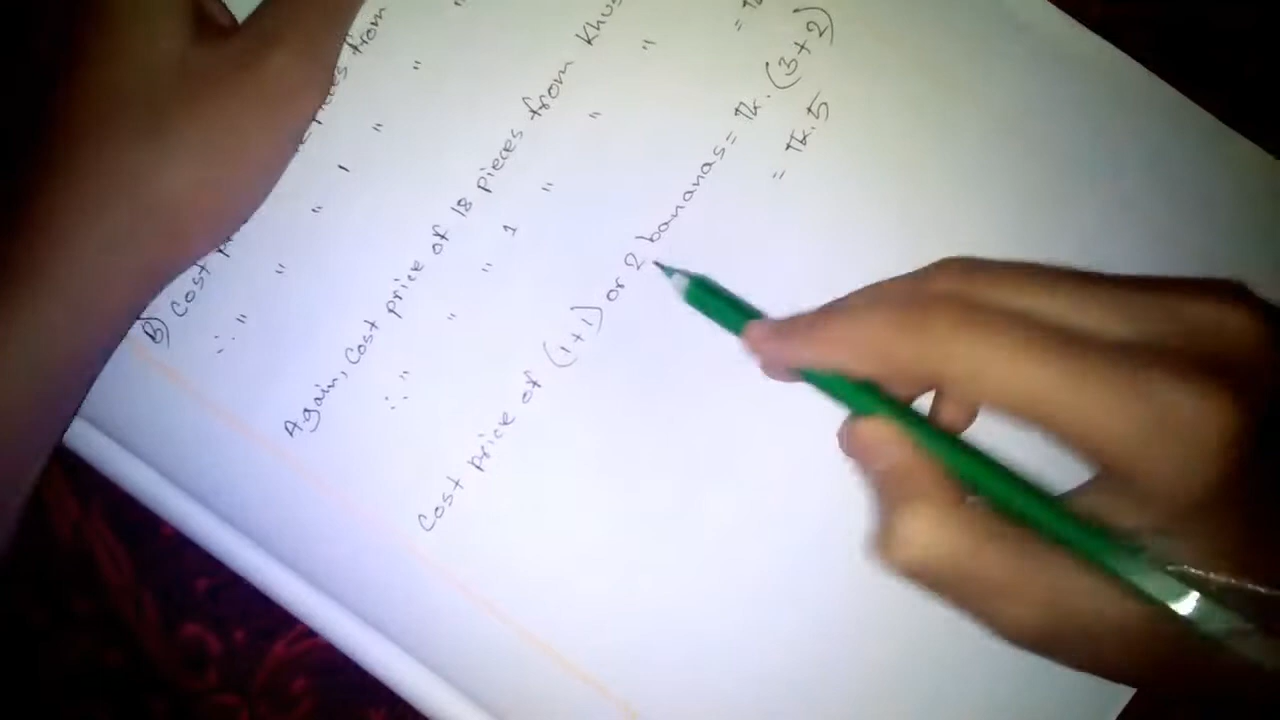 B) Cost from
∴ " " " 1 " " "
Again, Cost price of 18 pieces from
∴ " " " 1 " " "
Cost price of (1+1) or 2 bananas = Tk. (3+2)
= Tk. 5